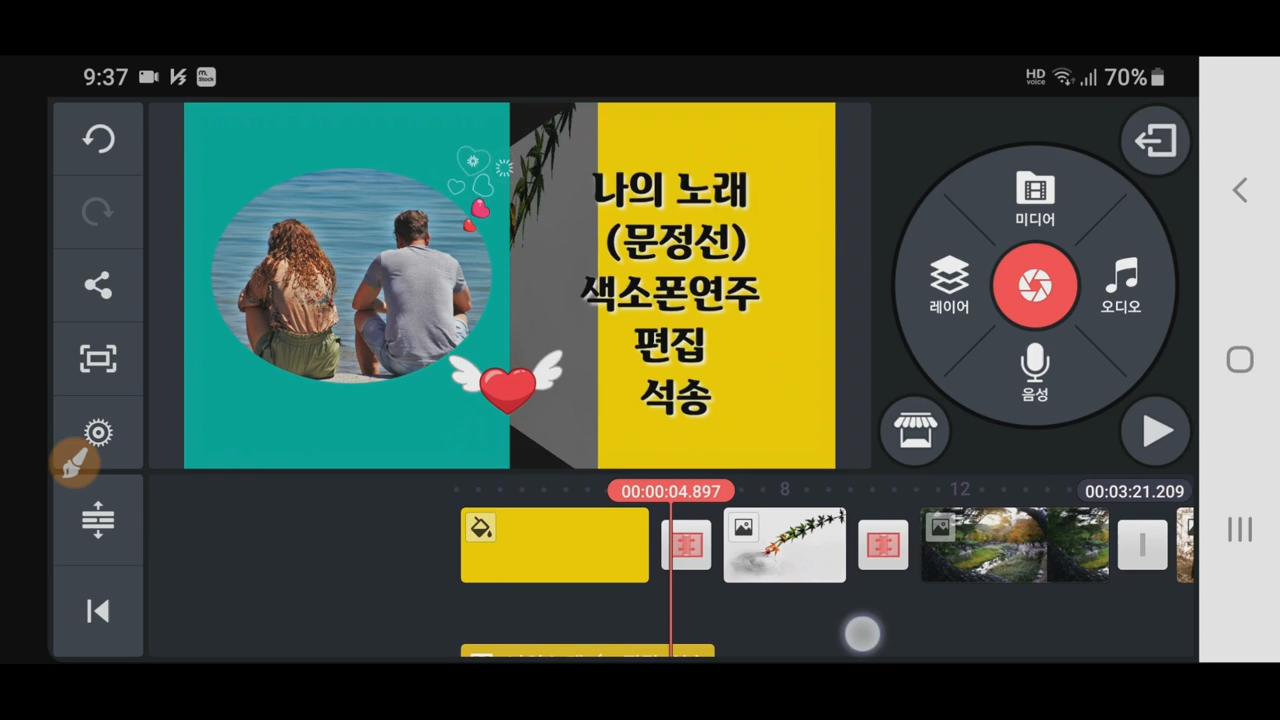 9:37
m.Stock
HD voice
70%
나의 노래
(문정선)
색소폰연주
편집
석송
미디어
레이어
오디오
음성
00:00:04.897
8
12
00:03:21.209